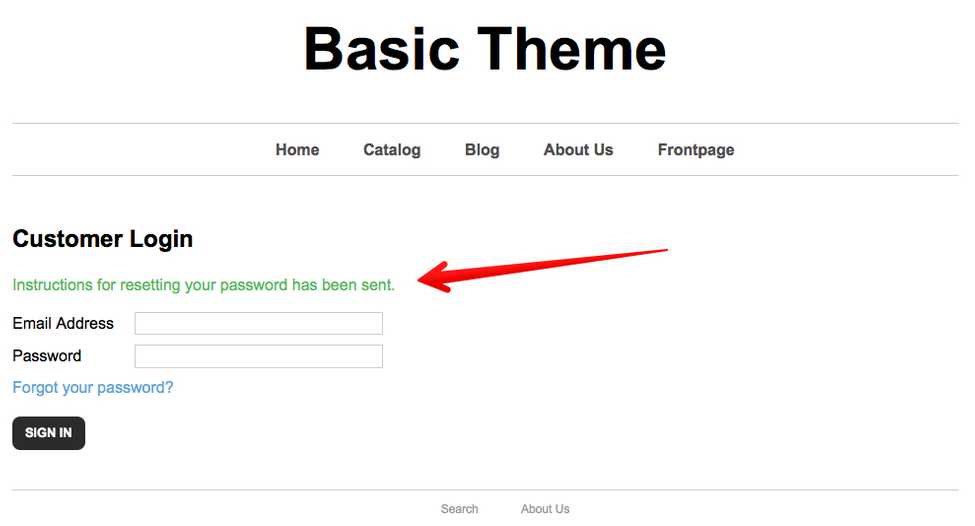 Basic Theme
Home Catalog Blog About Us Frontpage
Customer Login
Instructions for resetting your password has been sent.
Email Address
Password
Forgot your password?
SIGN IN
Search About Us